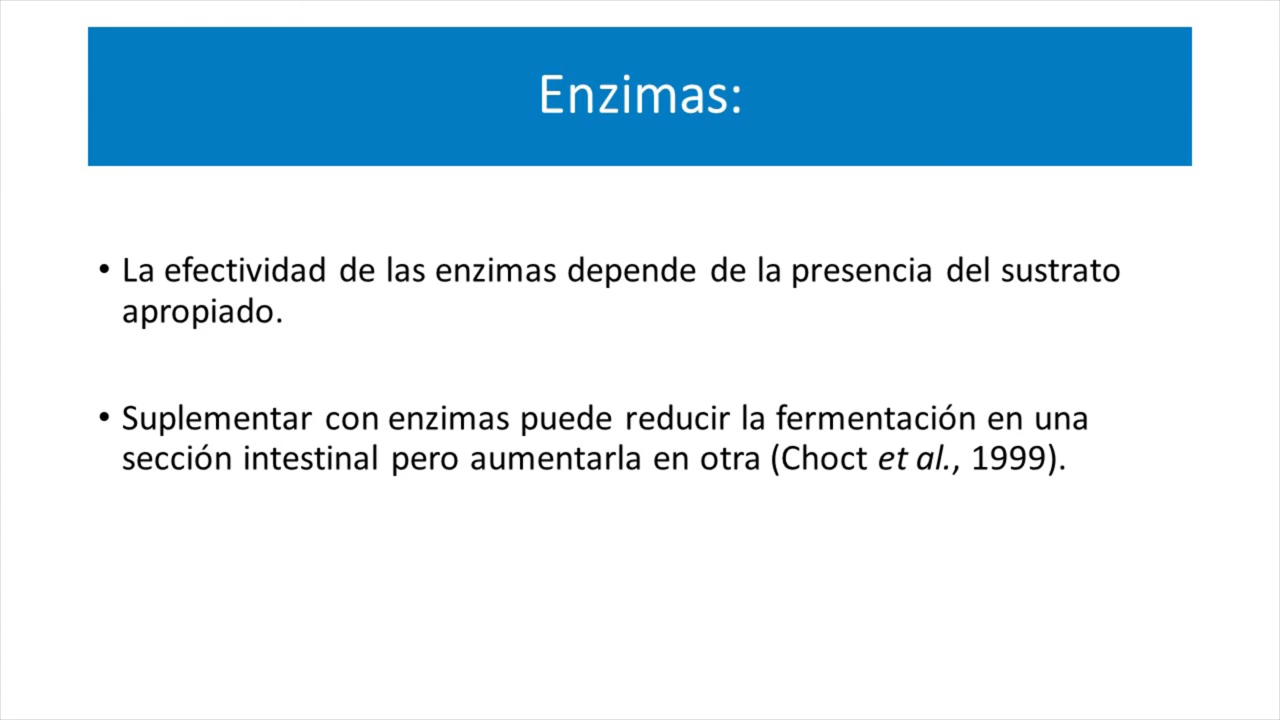 Enzimas:
• La efectividad de las enzimas depende de la presencia del sustrato
apropiado.
• Suplementar con enzimas puede reducir la fermentación en una
sección intestinal pero aumentarla en otra (Choct et al., 1999).